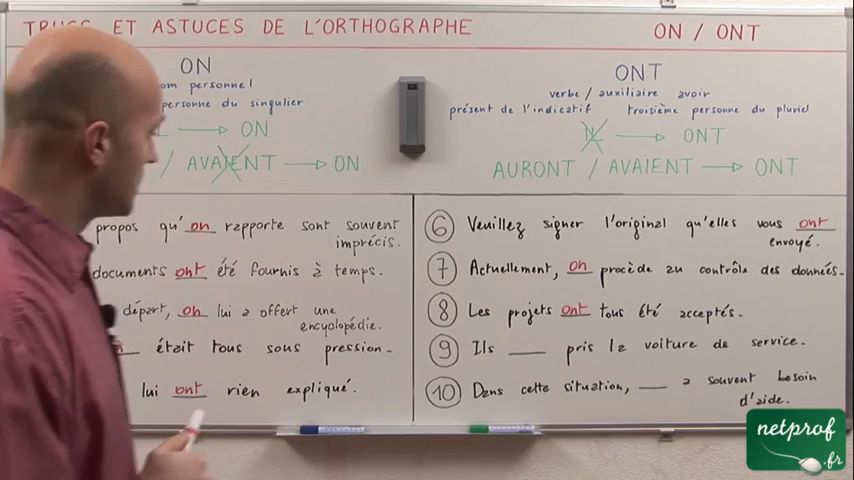 TRUCS ET ASTUCES DE L'ORTHOGRAPHE
ON / ONT
ON
personnel
personne du singulier
→ ON
/ AVAIENT → ON
ONT
verbe / auxiliaire avoir
présent de l'indicatif troisième personne du pluriel
→ ONT
AURONT / AVAIENT → ONT
propos qu'on rapporte sont souvent
imprécis.
documents ont été fournis à temps.
départ, on lui a offert une
encyclopédie.
était tous sous pression.
lui ont rien expliqué.
6 Veuillez signer l'original qu'elles vous ont
envoyé.
7 Actuellement, on procède au contrôle des données.
8 Les projets ont tous été acceptés.
9 Ils ____ pris la voiture de service.
10 Dans cette situation, ____ a souvent besoin
d'aide.
netprof
.fr